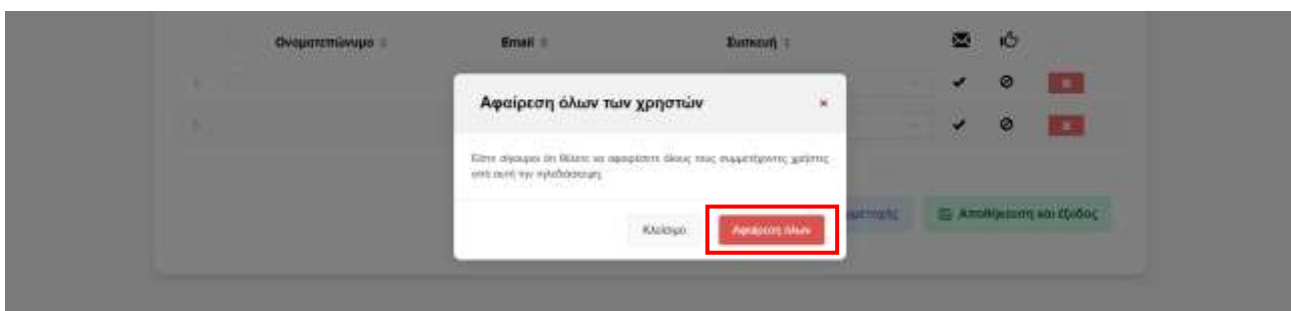 Ονοματεπώνυμο Email Συσκευή
Αφαίρεση όλων των χρηστών
Είστε σίγουροι ότι θέλετε να αφαιρέσετε όλους τους συμμετέχοντες χρήστες
από αυτή την τηλεδιάσκεψη;
Κλείσιμο Αφαίρεση όλων
Αποθήκευση και έξοδος